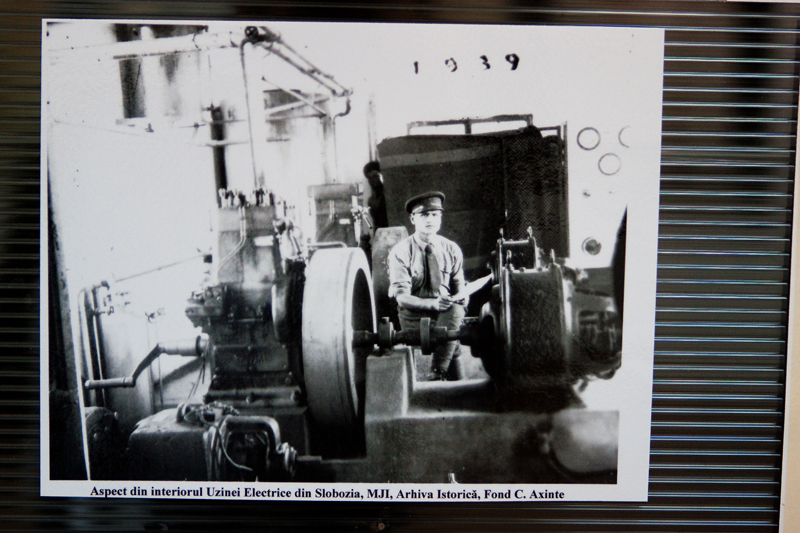 1939
Aspect din interiorul Uzinei Electrice din Slobozia, MJI, Arhiva Istorică, Fond C. Axinte